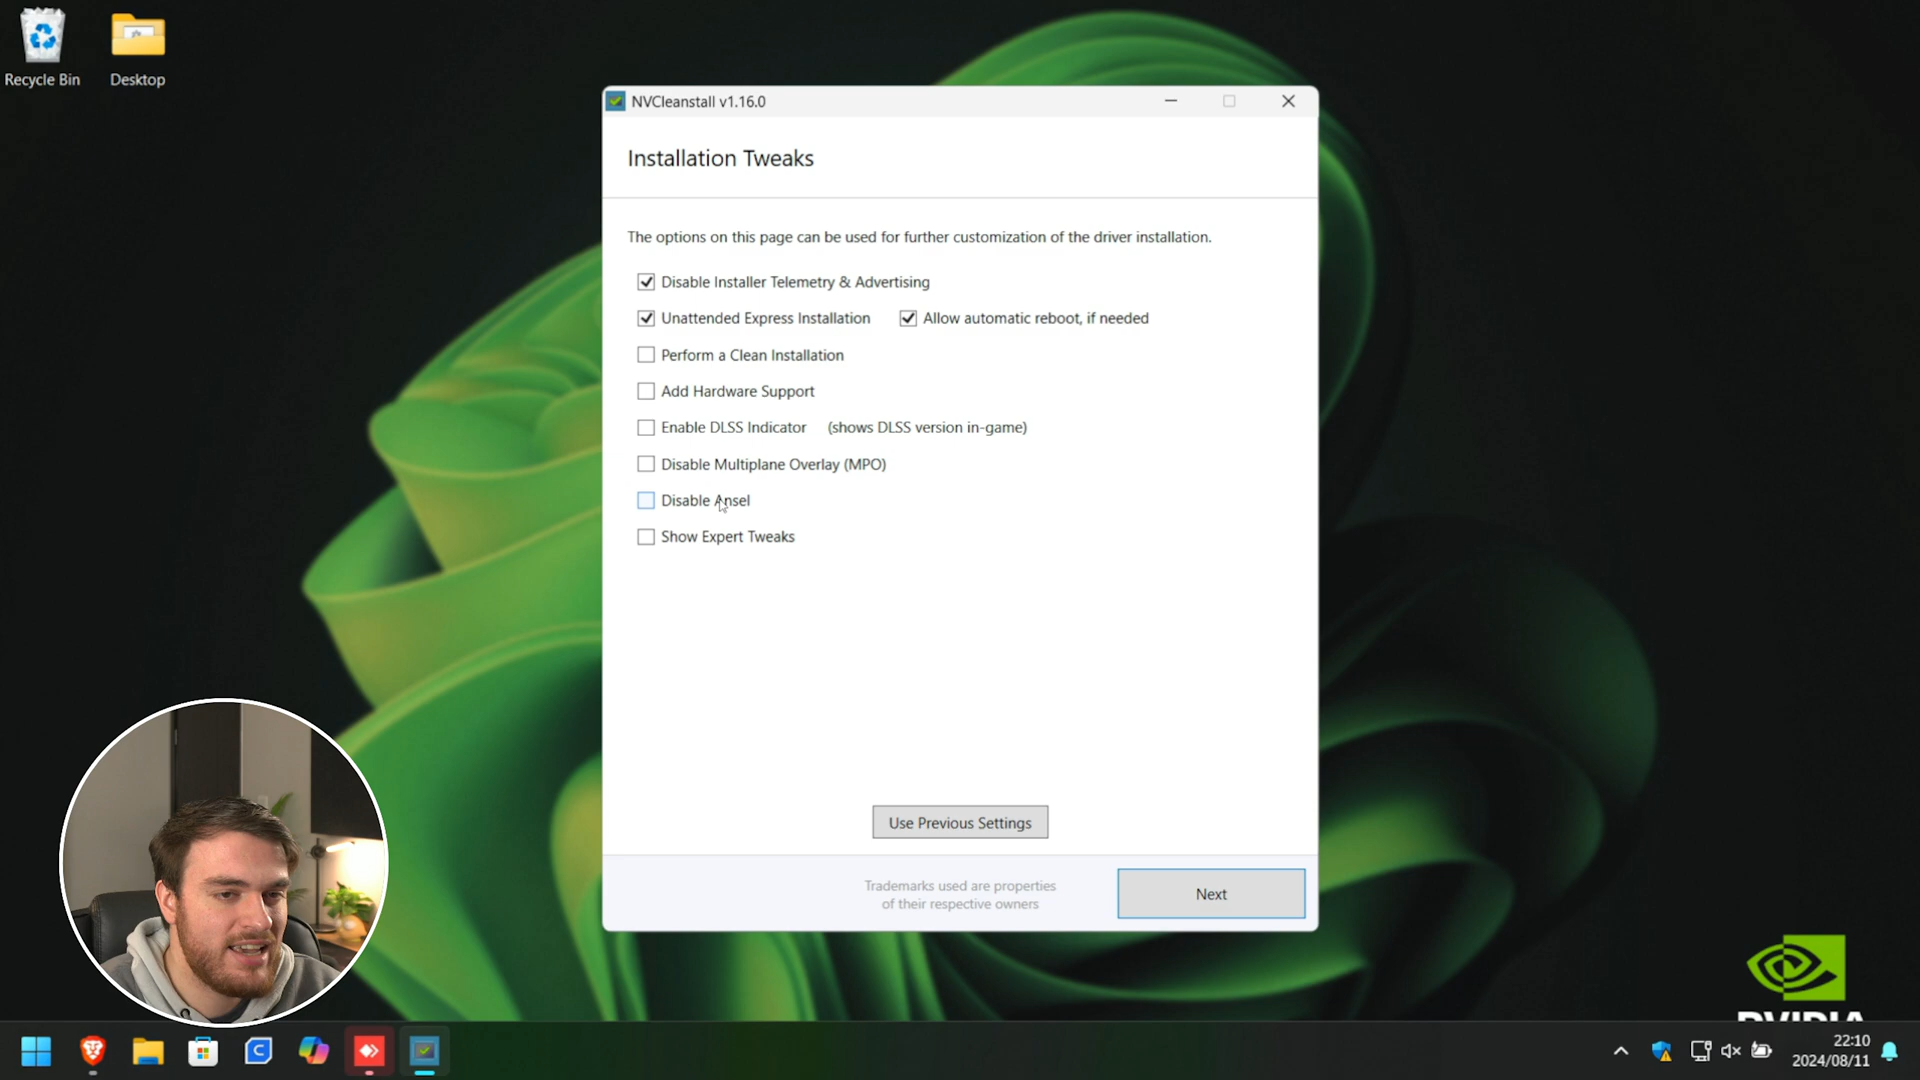 Recycle Bin
Desktop
NVCleanstall v1.16.0
Installation Tweaks
The options on this page can be used for further customization of the driver installation.
Disable Installer Telemetry & Advertising
Unattended Express Installation
Allow automatic reboot, if needed
Perform a Clean Installation
Add Hardware Support
Enable DLSS Indicator (shows DLSS version in-game)
Disable Multiplane Overlay (MPO)
Disable Ansel
Show Expert Tweaks
Use Previous Settings
Trademarks used are properties
of their respective owners
Next
NVIDIA
22:10
2024/08/11